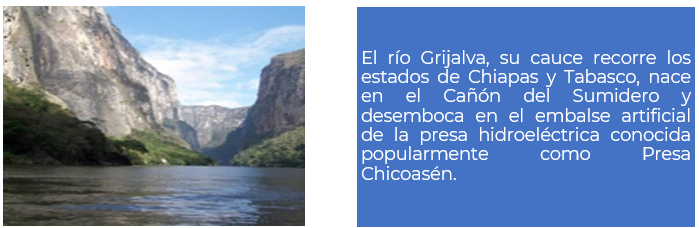 El río Grijalva, su cauce recorre los
estados de Chiapas y Tabasco, nace
en el Cañón del Sumidero y
desemboca en el embalse artificial
de la presa hidroeléctrica conocida
popularmente como Presa
Chicoasén.